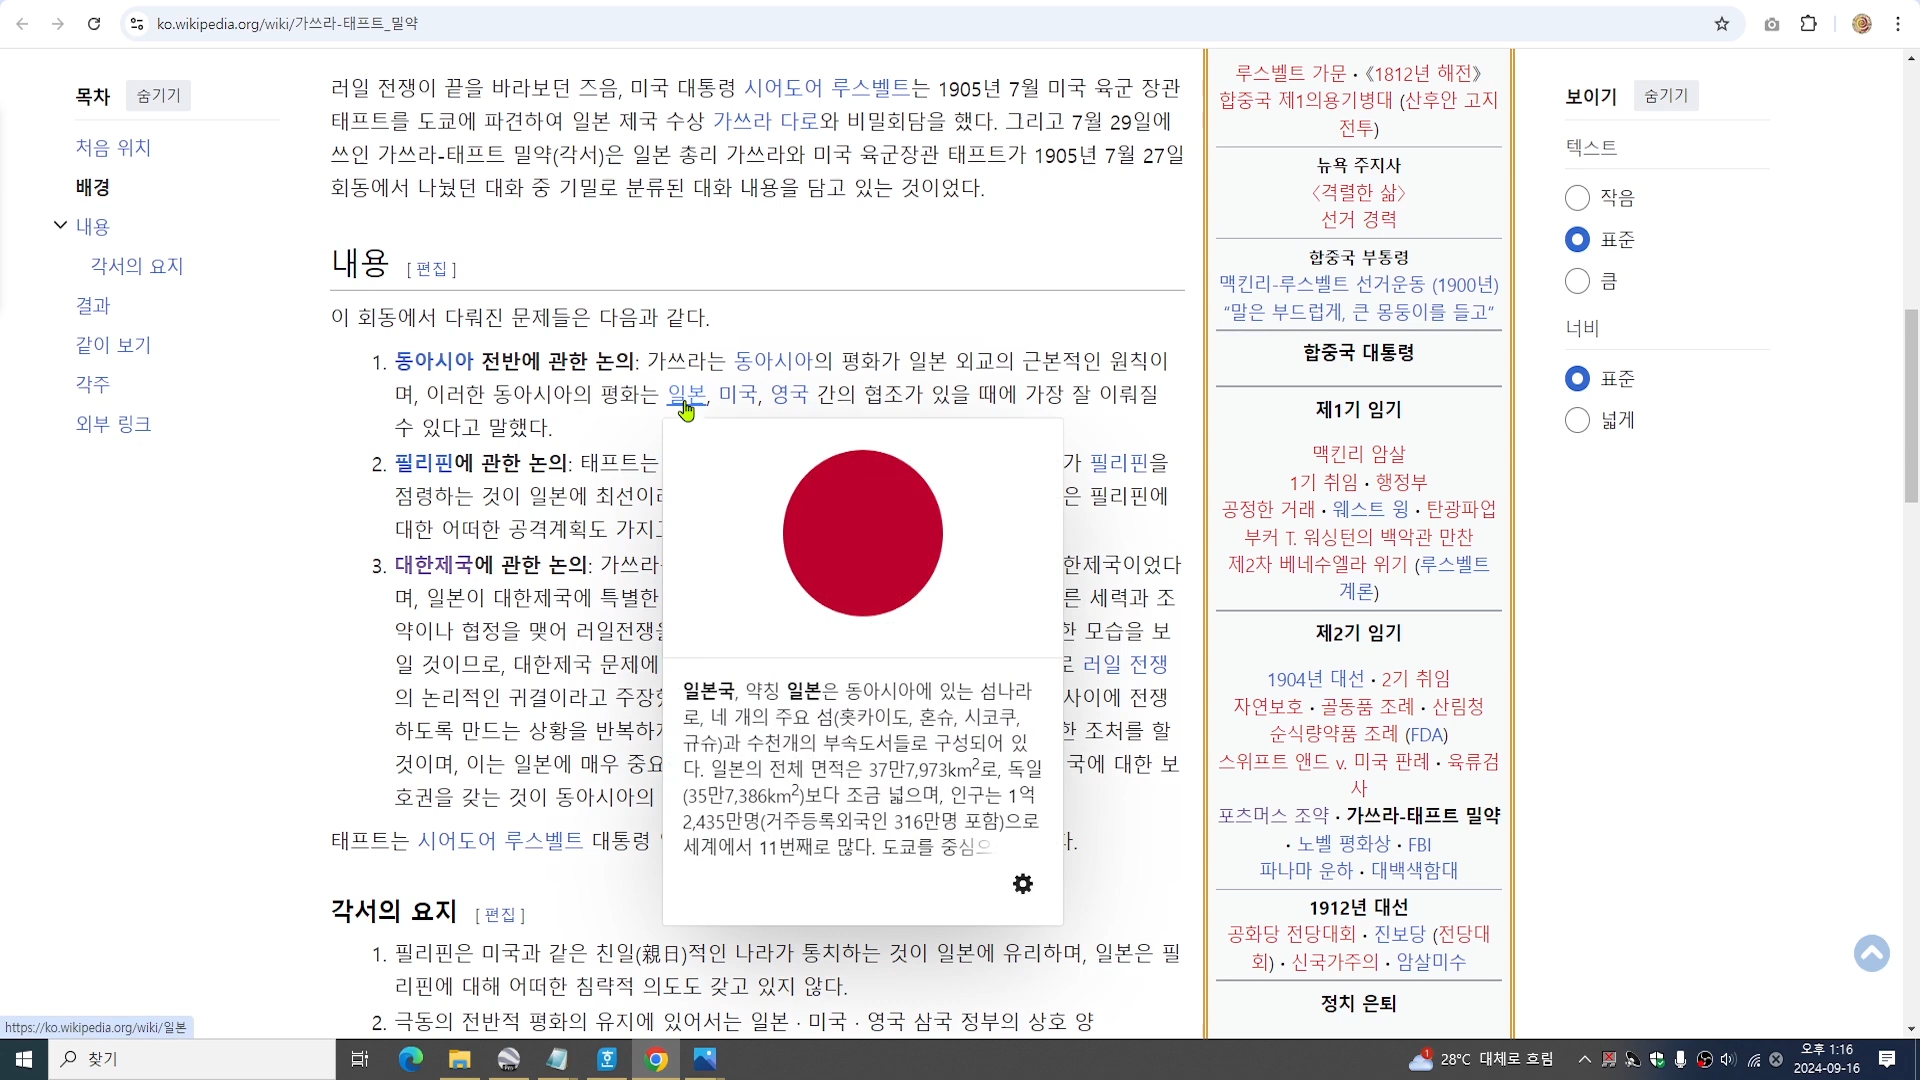 ko.wikipedia.org/wiki/가쓰라-태프트_밀약
목차 숨기기
처음 위치
배경
내용
각서의 요지
결과
같이 보기
각주
외부 링크
러일 전쟁이 끝을 바라보던 즈음, 미국 대통령 시어도어 루스벨트는 1905년 7월 미국 육군 장관
태프트를 도쿄에 파견하여 일본 제국 수상 가쓰라 다로와 비밀회담을 했다. 그리고 7월 29일에
쓰인 가쓰라-태프트 밀약(각서)은 일본 총리 가쓰라와 미국 육군장관 태프트가 1905년 7월 27일
회동에서 나눴던 대화 중 기밀로 분류된 대화 내용을 담고 있는 것이었다.
내용 [ 편집 ]
이 회동에서 다뤄진 문제들은 다음과 같다.
1. 동아시아 전반에 관한 논의: 가쓰라는 동아시아의 평화가 일본 외교의 근본적인 원칙이
며, 이러한 동아시아의 평화는 일본, 미국, 영국 간의 협조가 있을 때에 가장 잘 이뤄질
수 있다고 말했다.
2. 필리핀에 관한 논의: 태프트는 가 필리핀을
점령하는 것이 일본에 최선이 은 필리핀에
대한 어떠한 공격계획도 가지
3. 대한제국에 관한 논의: 가쓰라 한제국이었다
며, 일본이 대한제국에 특별한 른 세력과 조
약이나 협정을 맺어 러일전쟁 한 모습을 보
일 것이므로, 대한제국 문제에 로 러일 전쟁
의 논리적인 귀결이라고 주장 사이에 전쟁
하도록 만드는 상황을 반복하 한 조처를 할
것이며, 이는 일본에 매우 중요 국에 대한 보
호권을 갖는 것이 동아시아의
태프트는 시어도어 루스벨트 대통령 다.
일본국, 약칭 일본은 동아시아에 있는 섬나라
로, 네 개의 주요 섬(홋카이도, 혼슈, 시코쿠,
규슈)과 수천개의 부속도서들로 구성되어 있
다. 일본의 전체 면적은 37만7,973km2로, 독일
(35만7,386km2)보다 조금 넓으며, 인구는 1억
2,435만명(거주등록외국인 316만명 포함)으로
세계에서 11번째로 많다. 도쿄를 중심으
각서의 요지 [ 편집 ]
1. 필리핀은 미국과 같은 친일(親日)적인 나라가 통치하는 것이 일본에 유리하며, 일본은 필
리핀에 대해 어떠한 침략적 의도도 갖고 있지 않다.
2. 극동의 전반적 평화의 유지에 있어서는 일본 · 미국 · 영국 삼국 정부의 상호 양
루스벨트 가문 · 《1812년 해전》
합중국 제1의용기병대 (산후안 고지
전투)
뉴욕 주지사
〈격렬한 삶〉
선거 경력
합중국 부통령
맥킨리-루스벨트 선거운동 (1900년)
“말은 부드럽게, 큰 몽둥이를 들고”
합중국 대통령
제1기 임기
맥킨리 암살
1기 취임 · 행정부
공정한 거래 · 웨스트 윙 · 탄광파업
부커 T. 워싱턴의 백악관 만찬
제2차 베네수엘라 위기 (루스벨트
계론)
제2기 임기
1904년 대선 · 2기 취임
자연보호 · 골동품 조례 · 산림청
순식량약품 조례 (FDA)
스위프트 앤드 v. 미국 판례 · 육류검
사
포츠머스 조약 · 가쓰라-태프트 밀약
· 노벨 평화상 · FBI
파나마 운하 · 대백색함대
1912년 대선
공화당 전당대회 · 진보당 (전당대
회) · 신국가주의 · 암살미수
정치 은퇴
보이기 숨기기
텍스트
작음
표준
큼
너비
표준
넓게
https://ko.wikipedia.org/wiki/일본
찾기
1
28°C 대체로 흐림
오후 1:16
2024-09-16